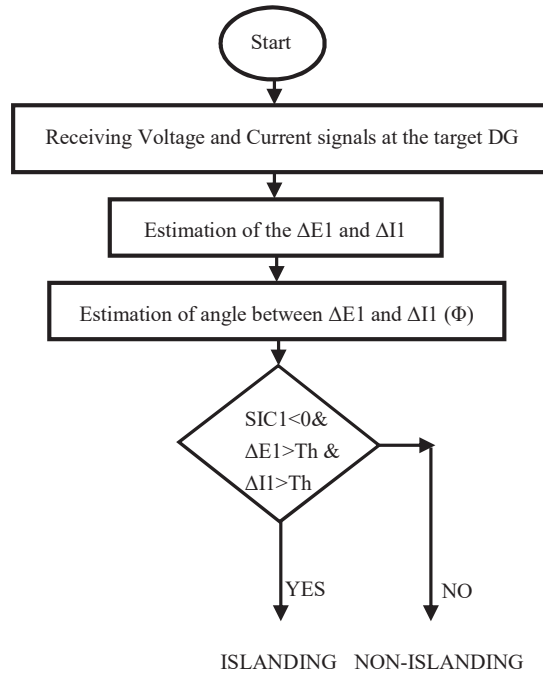 Start
Receiving Voltage and Current signals at the target DG
Estimation of the ΔE1 and ΔI1
Estimation of angle between ΔE1 and ΔI1 (Φ)
SIC1<0&
ΔE1>Th &
ΔI1>Th
YES
NO
ISLANDING
NON-ISLANDING